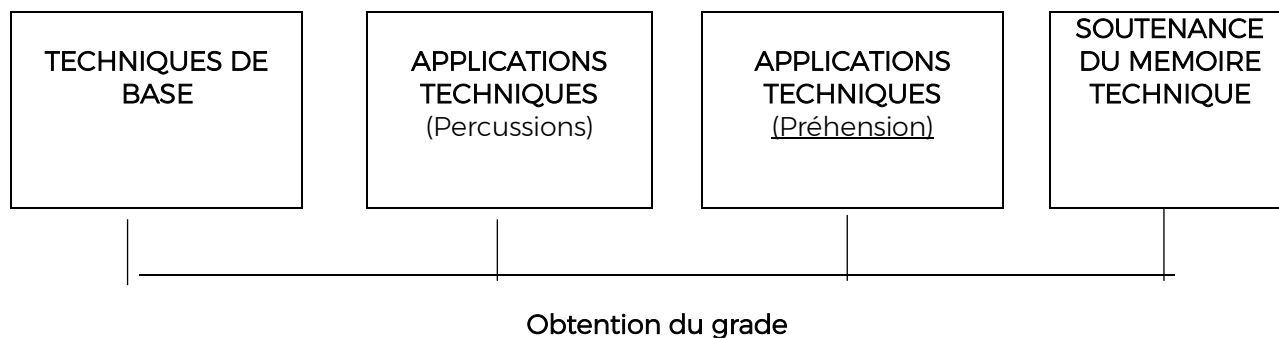 TECHNIQUES DE
BASE
APPLICATIONS
TECHNIQUES
(Percussions)
APPLICATIONS
TECHNIQUES
(Préhension)
SOUTENANCE
DU MEMOIRE
TECHNIQUE
Obtention du grade